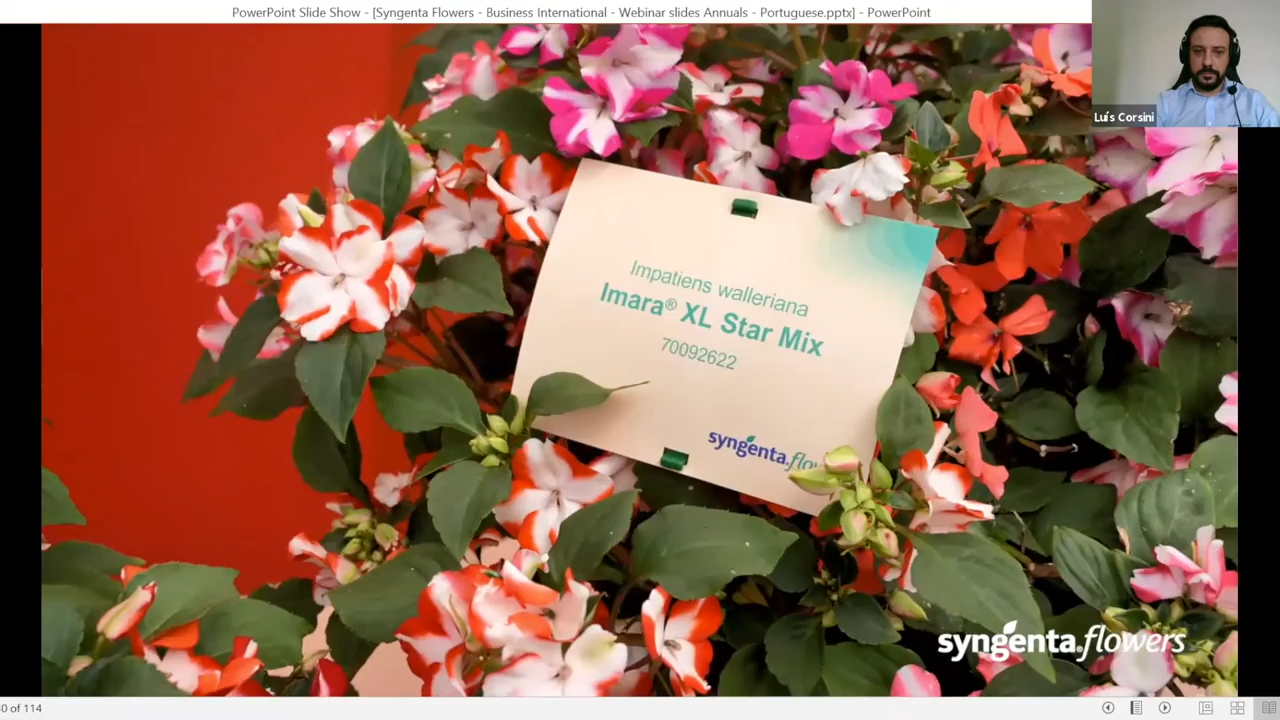 PowerPoint Slide Show - [Syngenta Flowers - Business International - Webinar slides Annuals - Portuguese.pptx] - PowerPoint
Luís Corsini
Impatiens walleriana
Imara® XL Star Mix
70092622
syngenta.flow
syngenta.flowers
0 of 114